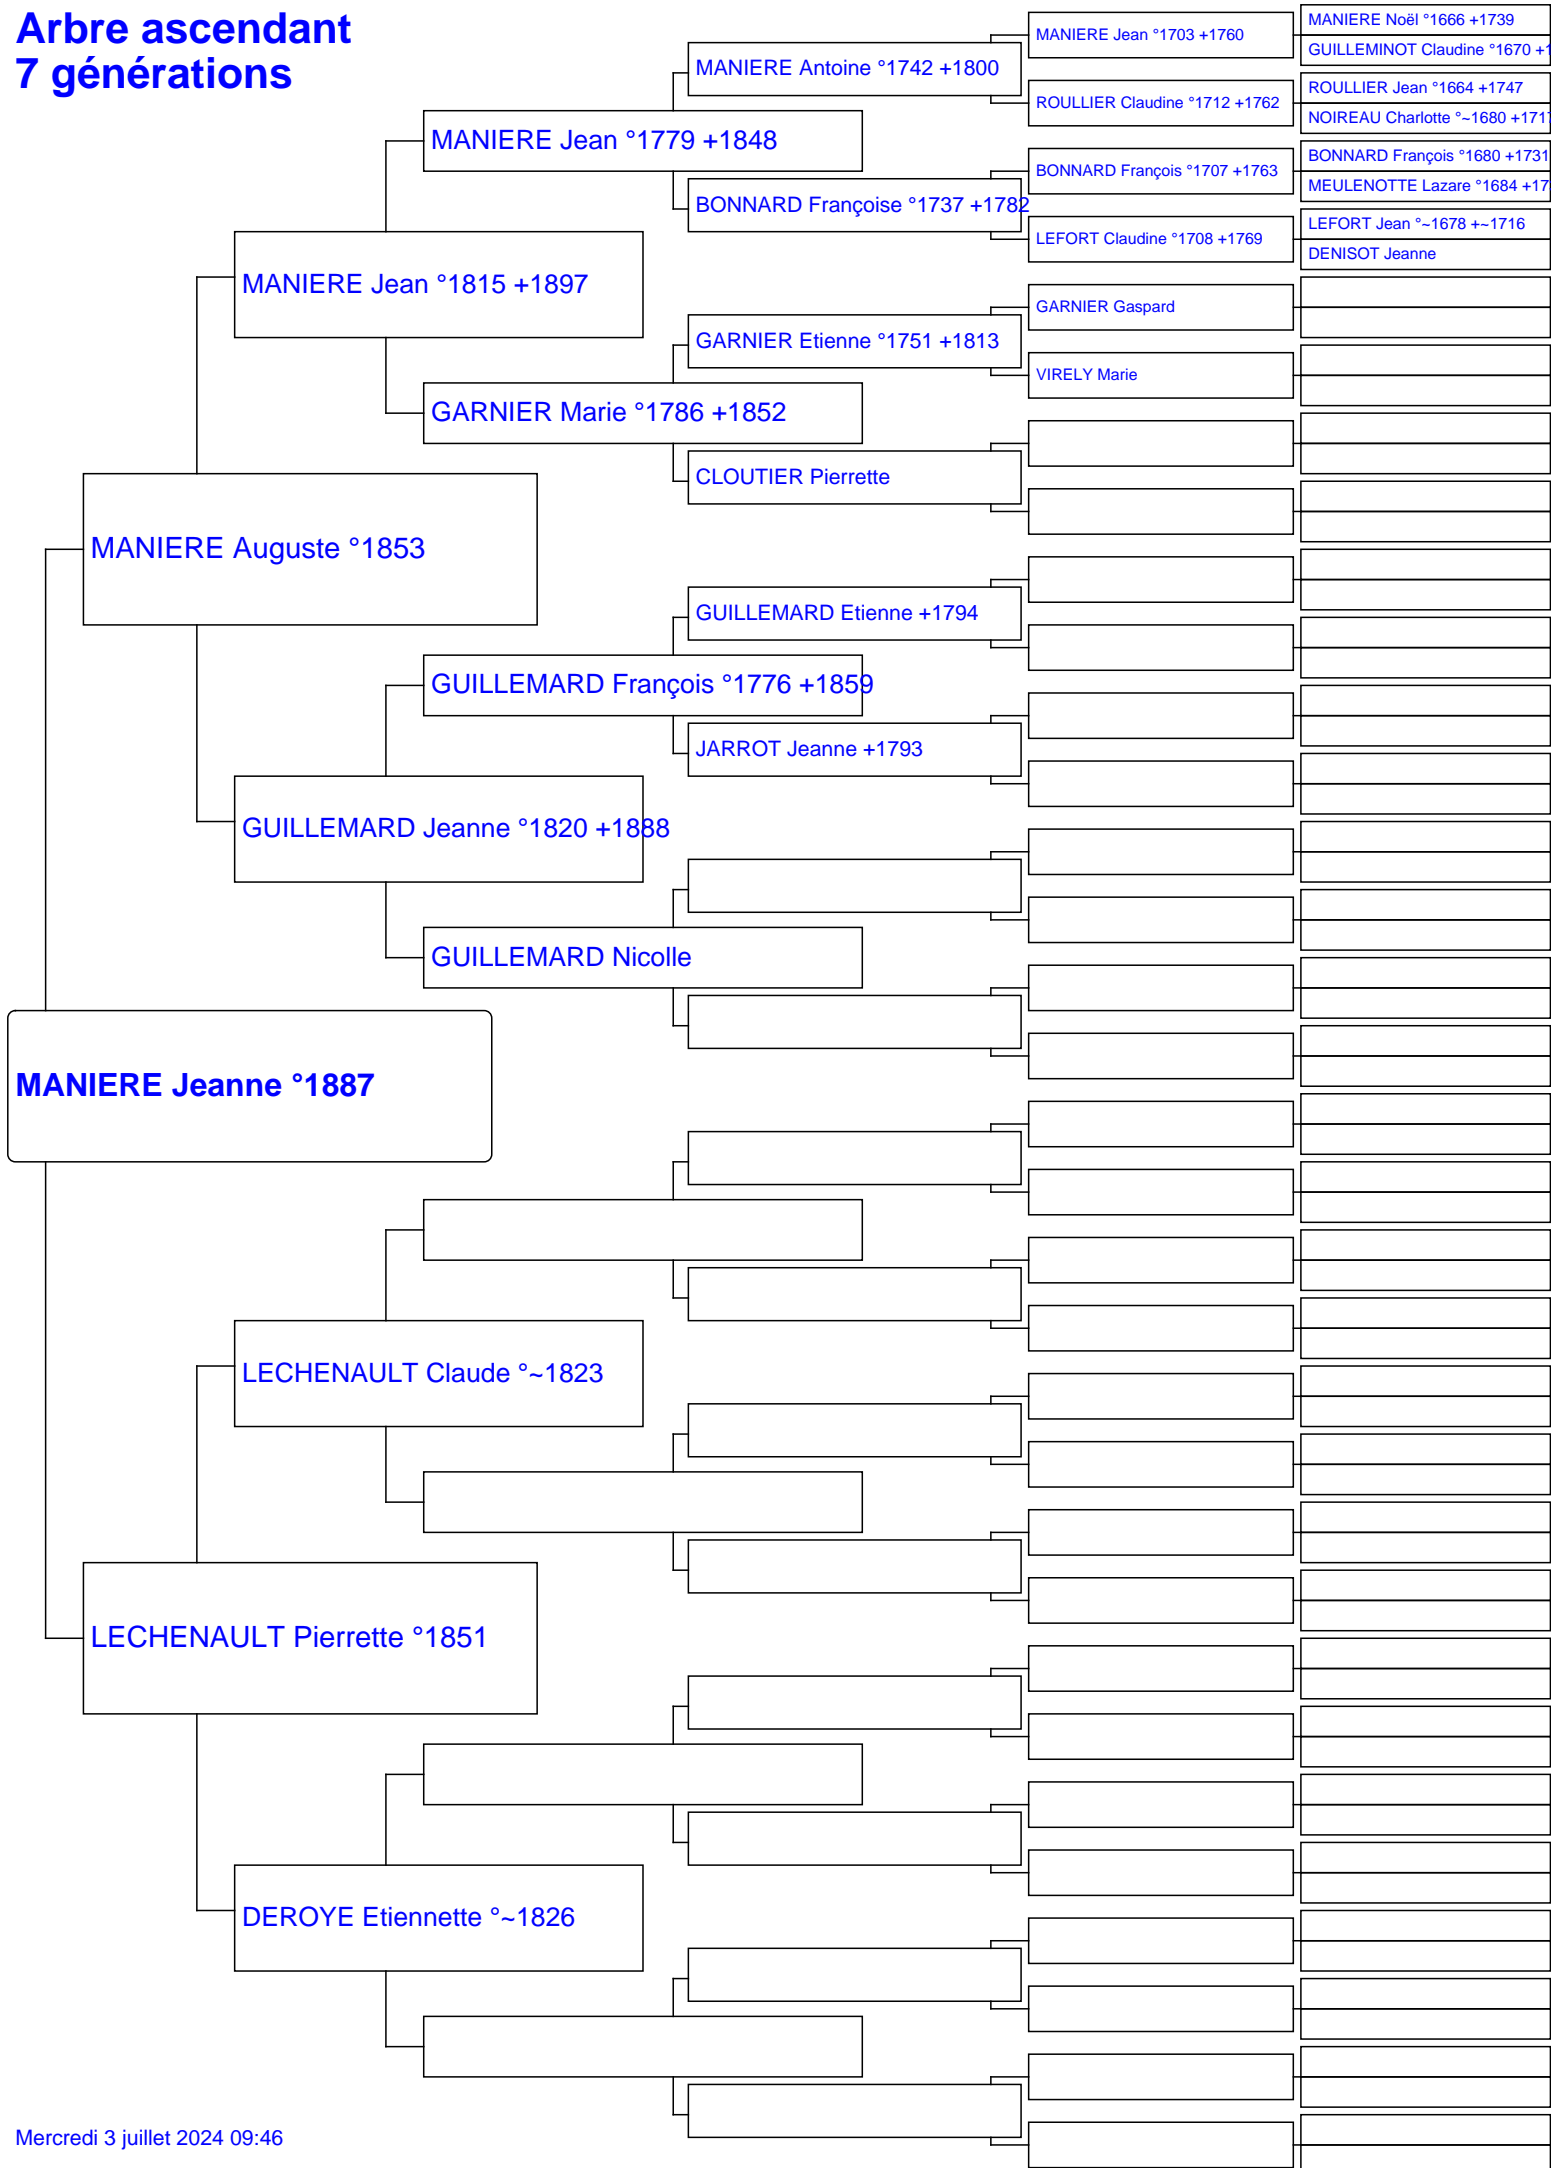 Arbre ascendant
7 générations
MANIERE Jeanne °1887
MANIERE Auguste °1853
LECHENAULT Pierrette °1851
MANIERE Jean °1815 +1897
GUILLEMARD Jeanne °1820 +1888
LECHENAULT Claude °~1823
DEROYE Etiennette °~1826
MANIERE Jean °1779 +1848
GARNIER Marie °1786 +1852
GUILLEMARD François °1776 +1859
GUILLEMARD Nicolle
MANIERE Antoine °1742 +1800
BONNARD Françoise °1737 +1782
GARNIER Etienne °1751 +1813
CLOUTIER Pierrette
GUILLEMARD Etienne +1794
JARROT Jeanne +1793
MANIERE Jean °1703 +1760
ROULLIER Claudine °1712 +1762
BONNARD François °1707 +1763
LEFORT Claudine °1708 +1769
GARNIER Gaspard
VIRELY Marie
MANIERE Noël °1666 +1739
GUILLEMINOT Claudine °1670
ROULLIER Jean °1664 +1747
NOIREAU Charlotte °~1680 +1717
BONNARD François °1680 +1731
MEULENOTTE Lazare °1684
LEFORT Jean °~1678 +~1716
DENISOT Jeanne
Mercredi 3 juillet 2024 09:46